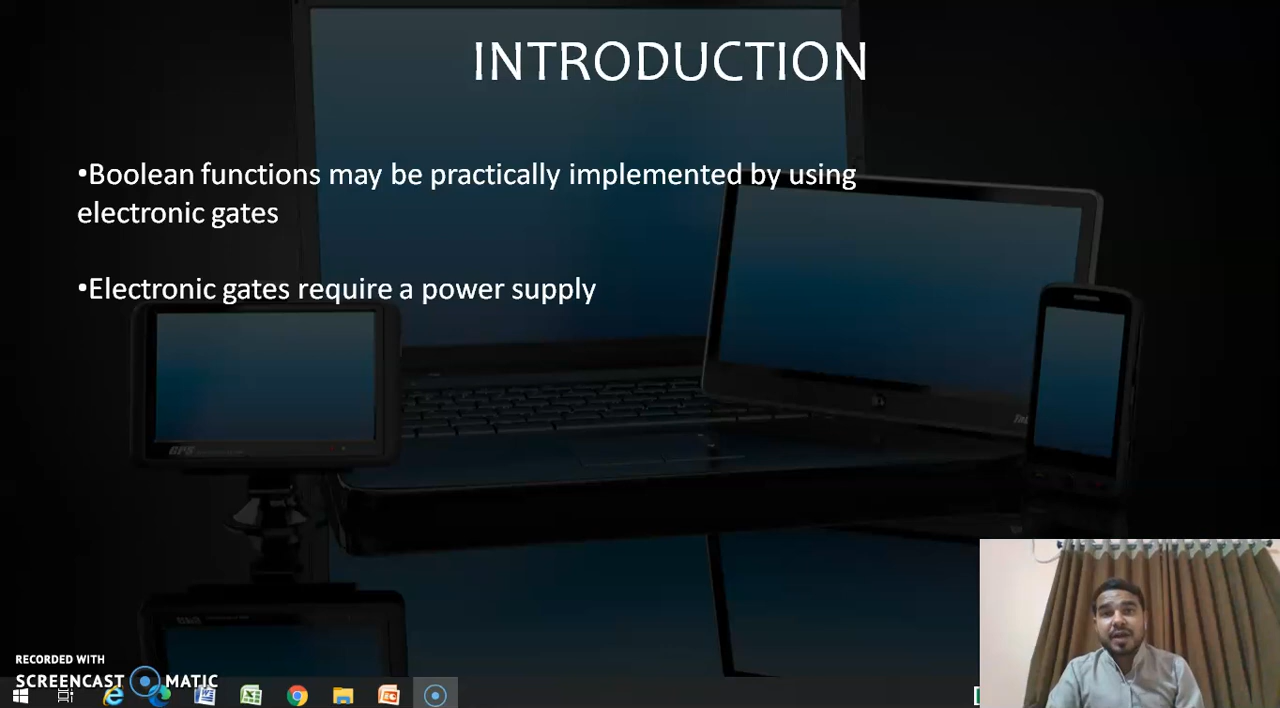 INTRODUCTION
•Boolean functions may be practically implemented by using
electronic gates
•Electronic gates require a power supply
GPS
RECORDED WITH
SCREENCAST MATIC